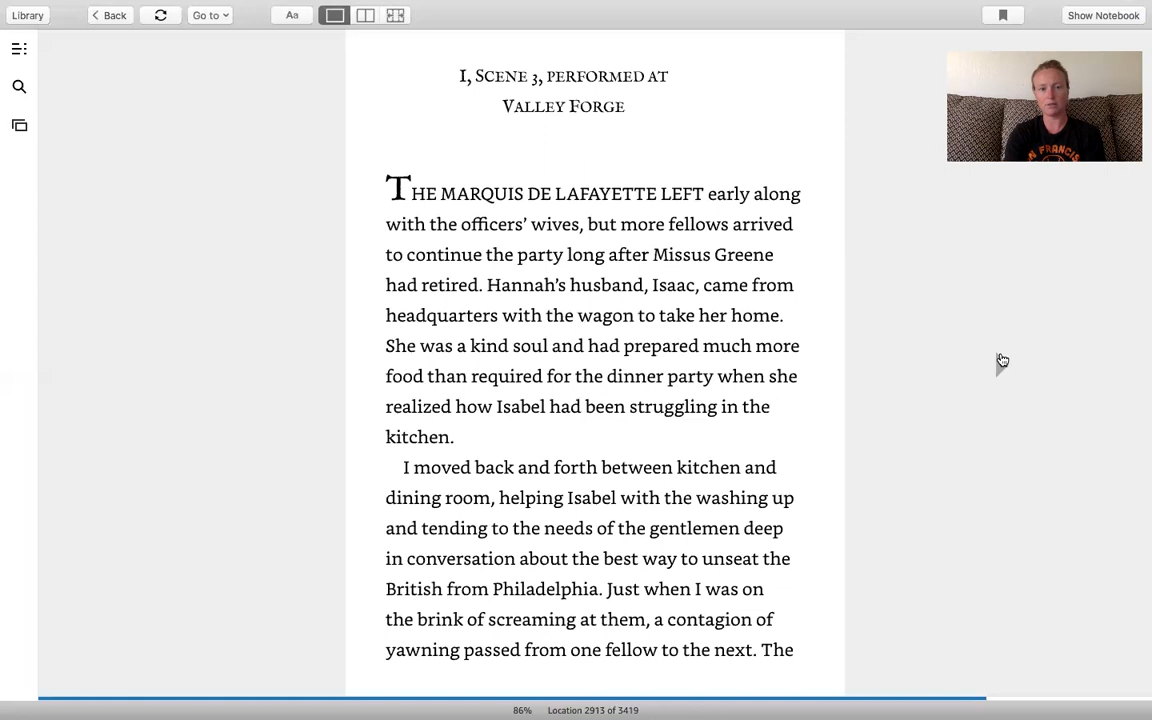 Library
Back
Go to
Aa
Show Notebook
I, SCENE 3, PERFORMED AT
VALLEY FORGE
THE MARQUIS DE LAFAYETTE LEFT early along
with the officers’ wives, but more fellows arrived
to continue the party long after Missus Greene
had retired. Hannah’s husband, Isaac, came from
headquarters with the wagon to take her home.
She was a kind soul and had prepared much more
food than required for the dinner party when she
realized how Isabel had been struggling in the
kitchen.
I moved back and forth between kitchen and
dining room, helping Isabel with the washing up
and tending to the needs of the gentlemen deep
in conversation about the best way to unseat the
British from Philadelphia. Just when I was on
the brink of screaming at them, a contagion of
yawning passed from one fellow to the next. The
N FRANCIS
86% Location 2913 of 3419